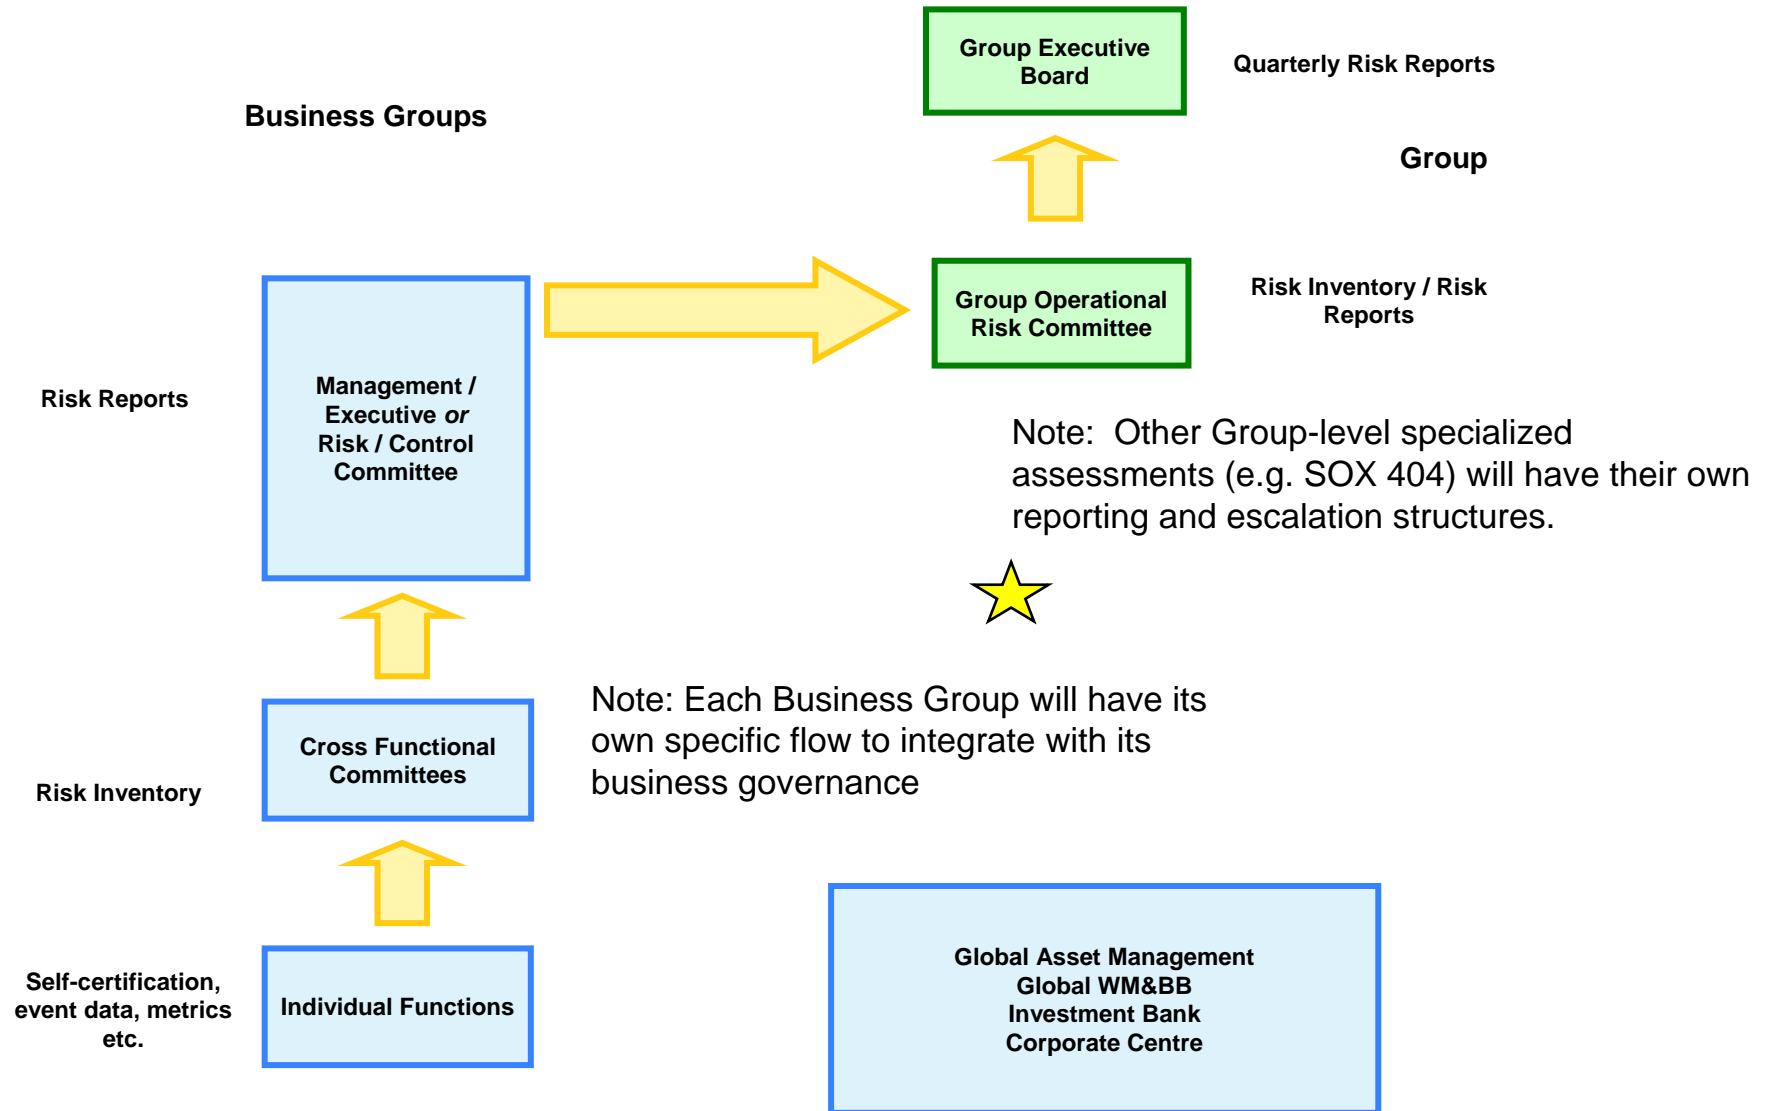 Group Executive
Board
Quarterly Risk Reports
Business Groups
Group
Management /
Executive or
Risk / Control
Committee
Risk Reports
Group Operational
Risk Committee
Risk Inventory / Risk
Reports
Note:  Other Group-level specialized
assessments (e.g. SOX 404) will have their own
reporting and escalation structures.
Cross Functional
Committees
Risk Inventory
Note: Each Business Group will have its
own specific flow to integrate with its
business governance
Self-certification,
event data, metrics
etc.
Individual Functions
Global Asset Management
Global WM&BB
Investment Bank
Corporate Centre